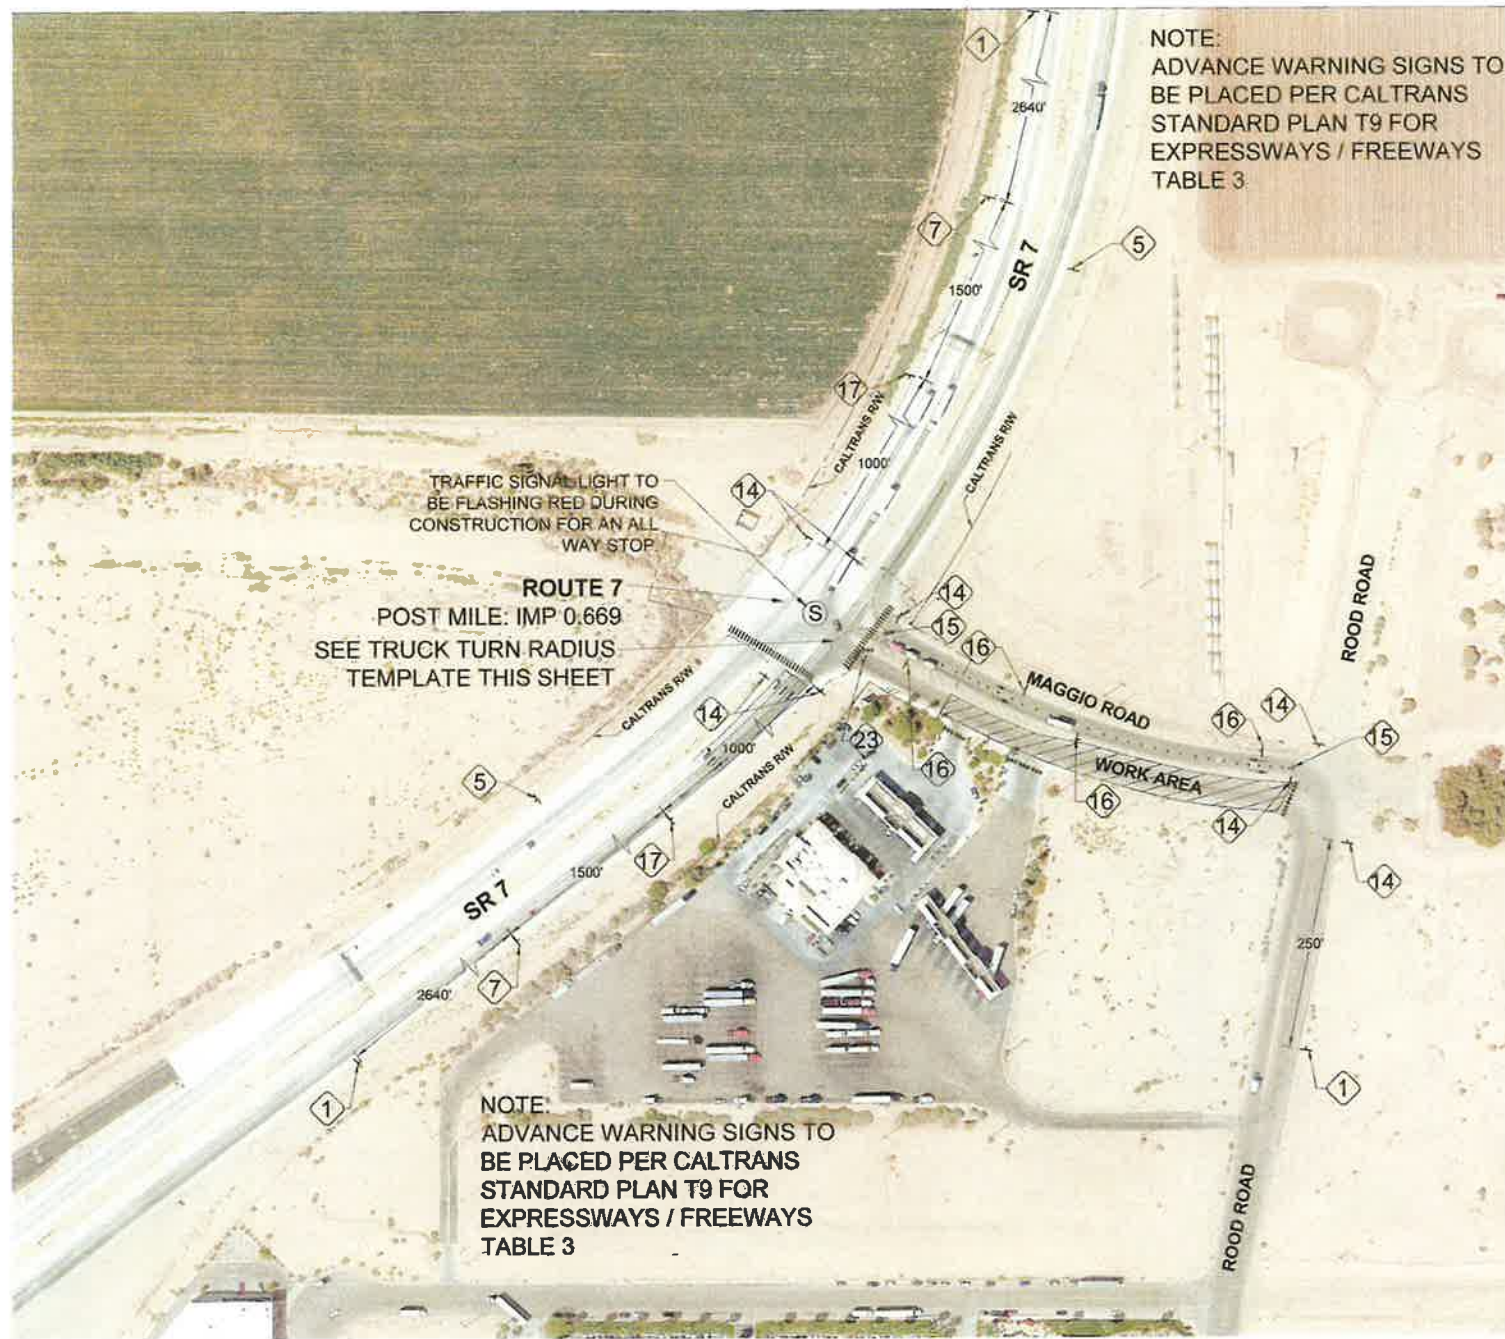 NOTE:
ADVANCE WARNING SIGNS TO
BE PLACED PER CALTRANS
STANDARD PLAN T9 FOR
EXPRESSWAYS / FREEWAYS
TABLE 3
1
2640'
7
5
SR 7
1500'
17
CALTRANS R/W
1000'
CALTRANS R/W
14
TRAFFIC SIGNAL LIGHT TO
BE FLASHING RED DURING
CONSTRUCTION FOR AN ALL
WAY STOP
ROUTE 7
POST MILE: IMP 0.669
SEE TRUCK TURN RADIUS
TEMPLATE THIS SHEET
S
14
15
16
ROOD ROAD
MAGGIO ROAD
CALTRANS R/W
14
1000'
23
16
16
14
15
WORK AREA
16
14
5
CALTRANS R/W
17
1500'
14
SR 7
250'
7
2640'
1
1
NOTE:
ADVANCE WARNING SIGNS TO
BE PLACED PER CALTRANS
STANDARD PLAN T9 FOR
EXPRESSWAYS / FREEWAYS
TABLE 3
ROOD ROAD